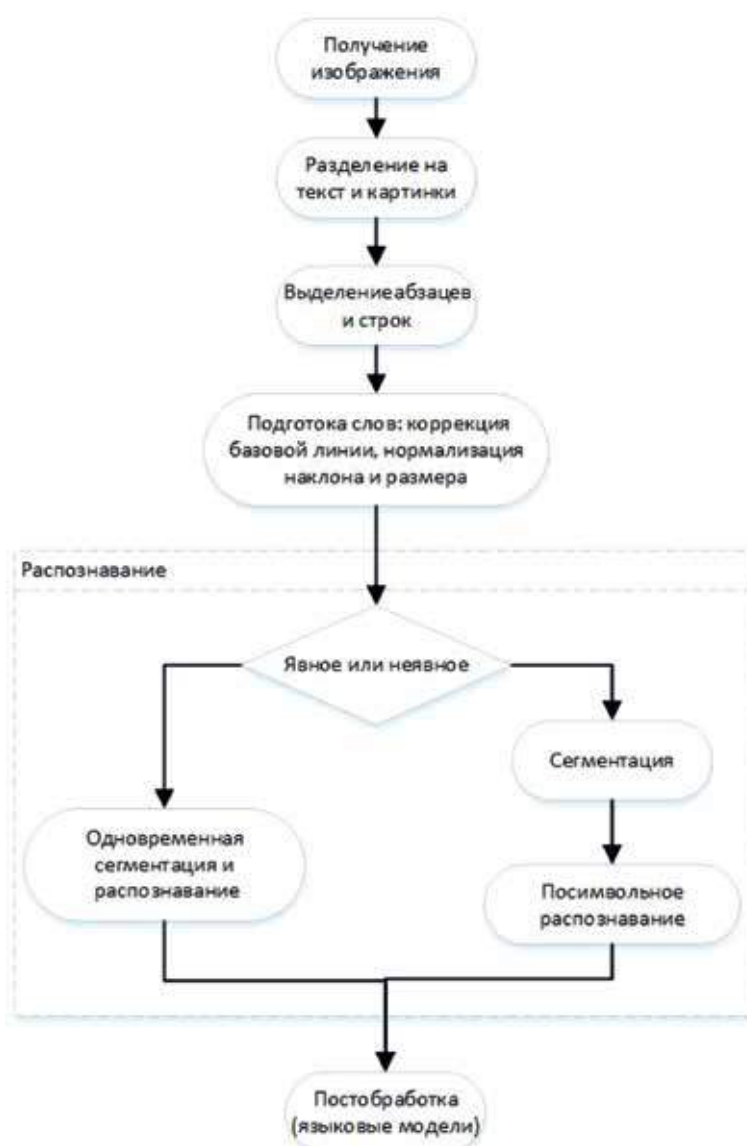 Получение
изображения
Разделение на
текст и картинки
Выделениеабзацев
и строк
Подготока слов: коррекция
базовой линии, нормализация
наклона и размера
Распознавание
Явное или неявное
Сегментация
Одновременная
сегментация и
распознавание
Посимвольное
распознавание
Постобработка
(языковые модели)